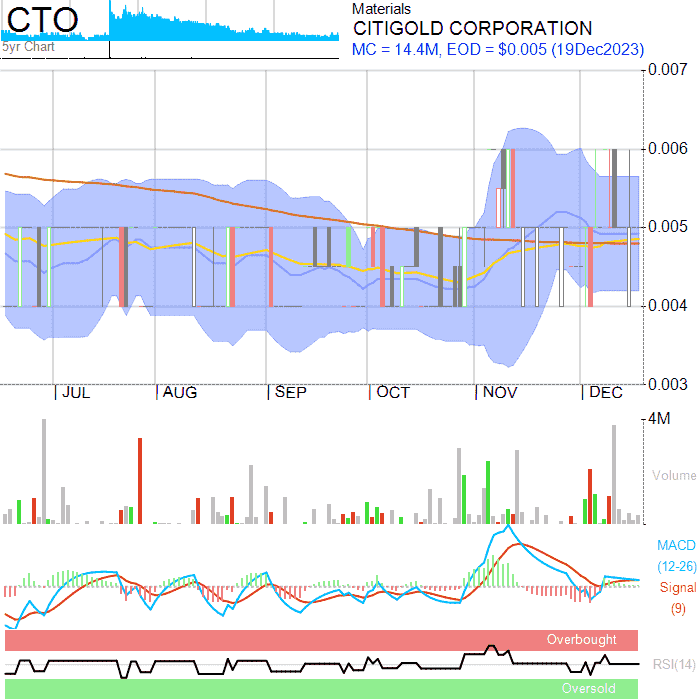 CTO
5yr Chart
Materials
CITIGOLD CORPORATION
MC = 14.4M, EOD = $0.005 (19Dec2023)
0.007
0.006
0.005
0.004
0.003
JUL
AUG
SEP
OCT
NOV
DEC
4M
Volume
MACD
(12-26)
Signal
(9)
Overbought
RSI(14)
Oversold